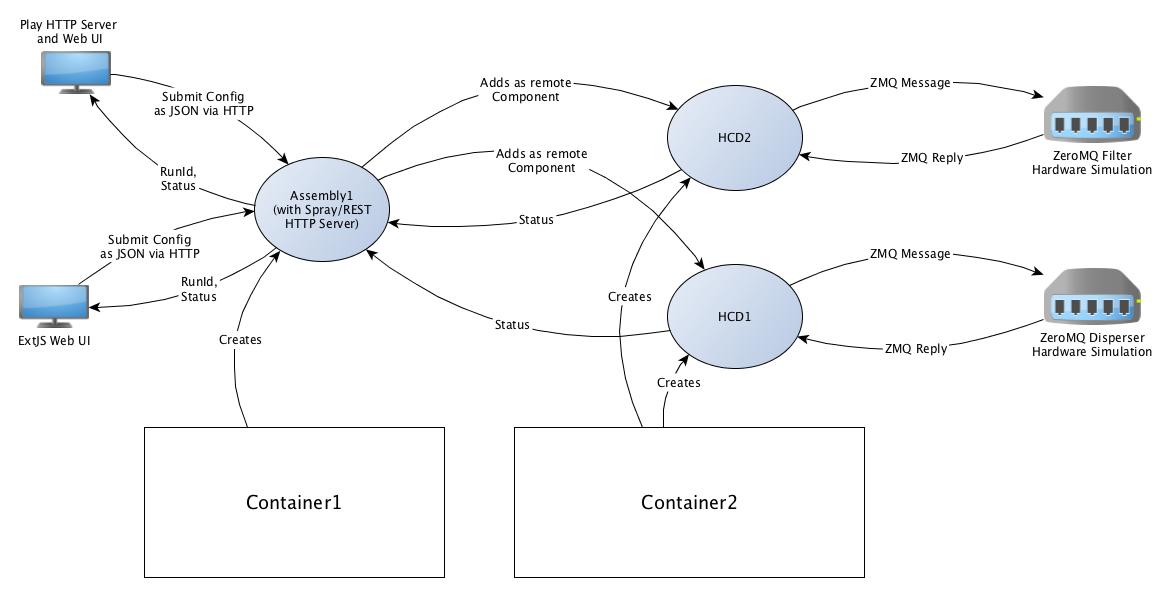 Play HTTP Server
and Web UI
Submit Config
as JSON via HTTP
RunId,
Status
Adds as remote
Component
HCD2
ZMQ Message
ZMQ Reply
ZeroMQ Filter
Hardware Simulation
Adds as remote
Component
Assembly1
(with Spray/REST
HTTP Server)
Status
Submit Config
as JSON via HTTP
RunId,
Status
ExtJS Web UI
Creates
Status
Creates
HCD1
ZMQ Message
ZMQ Reply
ZeroMQ Disperser
Hardware Simulation
Creates
Container1
Container2